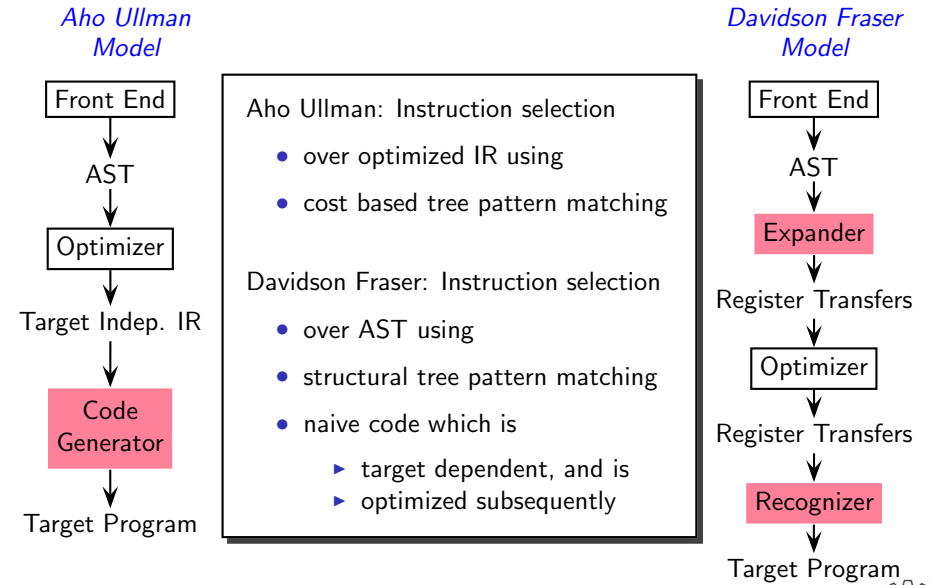 Aho Ullman
Model
Front End
AST
Optimizer
Target Indep. IR
Code
Generator
Target Program
Aho Ullman: Instruction selection
• over optimized IR using
• cost based tree pattern matching
Davidson Fraser: Instruction selection
• over AST using
• structural tree pattern matching
• naive code which is
▶ target dependent, and is
▶ optimized subsequently
Davidson Fraser
Model
Front End
AST
Expander
Register Transfers
Optimizer
Register Transfers
Recognizer
Target Program